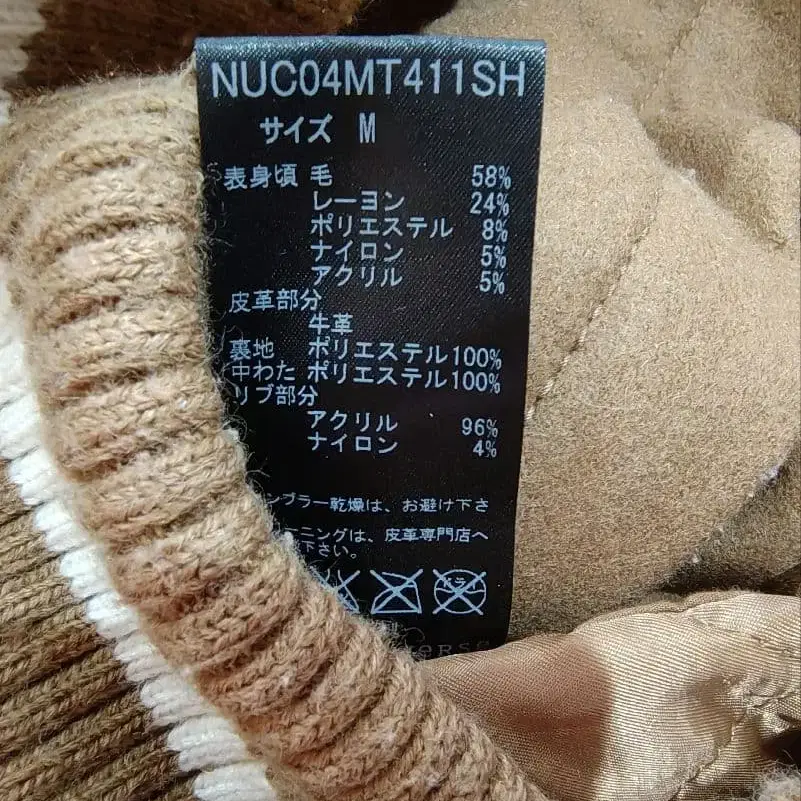 NUC04MT411SH
サイズ M
表身頃 毛 58%
レーヨン 24%
ポリエステル 8%
ナイロン 5%
アクリル 5%
皮革部分
牛革
裏地 ポリエステル100%
中わた ポリエステル100%
リブ部分
アクリル 96%
ナイロン 4%
ンブラー乾燥は、お避け下さ
ーニングは、皮革専門店へ
下さい。
ドライ